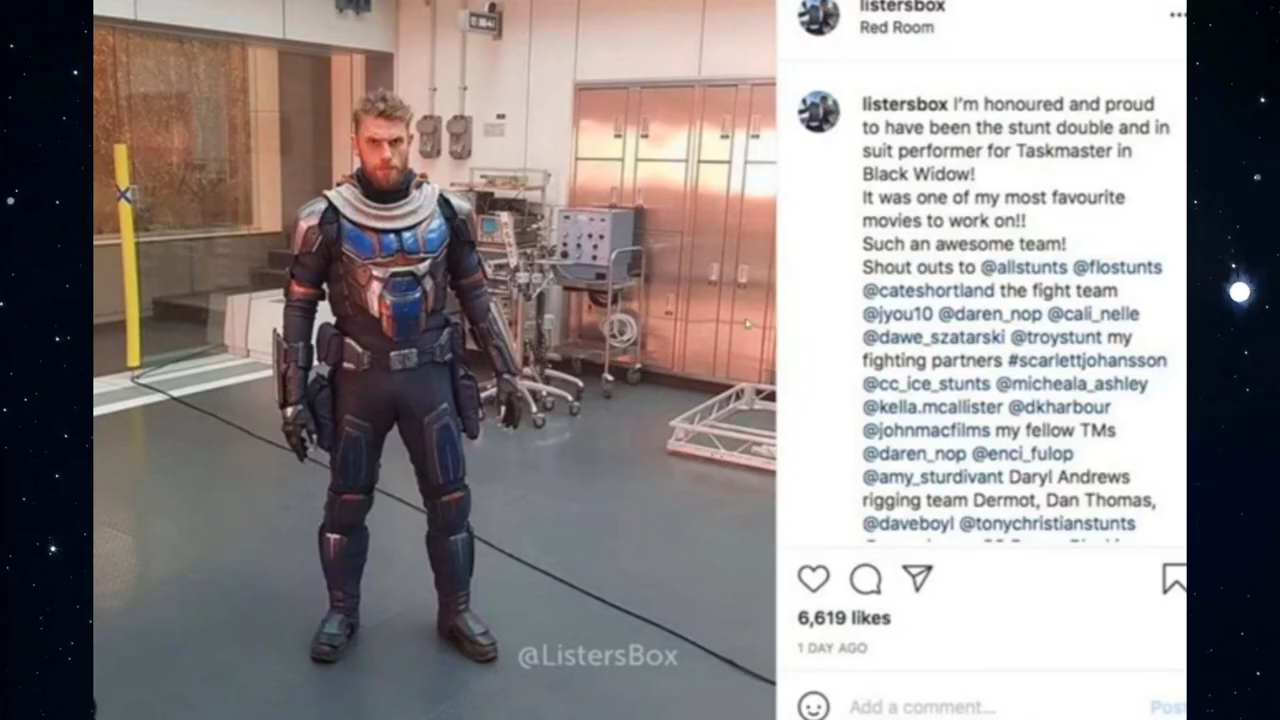 listersbox
Red Room
listersbox I'm honoured and proud
to have been the stunt double and in
suit performer for Taskmaster in
Black Widow!
It was one of my most favourite
movies to work on!!
Such an awesome team!
Shout outs to @allstunts @flostunts
@cateshortland the fight team
@jyou10 @daren_nop @cali_nelle
@dawe_szatarski @troystunt my
fighting partners #scarlettjohansson
@cc_ice_stunts @micheala_ashley
@kella.mcallister @dkharbour
@johnmacfilms my fellow TMs
@daren_nop @enci_fulop
@amy_sturdivant Daryl Andrews
rigging team Dermot, Dan Thomas,
@daveboyl @tonychristianstunts
6,619 likes
1 DAY AGO
Add a comment...
Post
@ListersBox